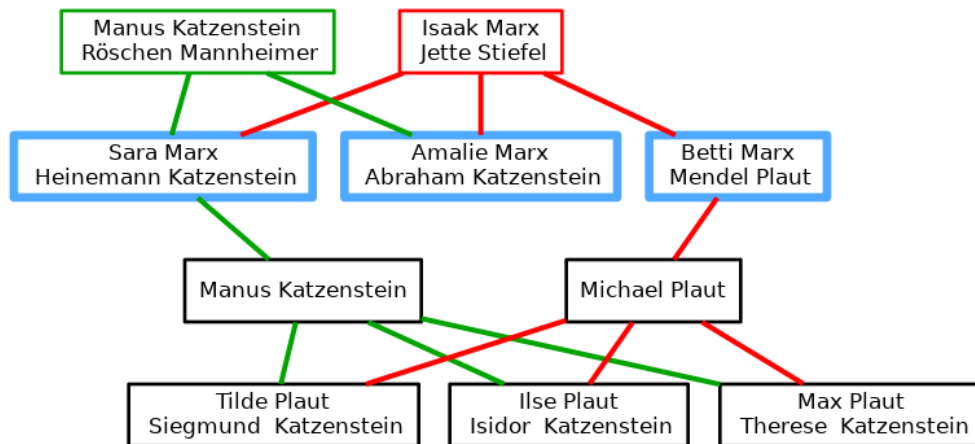 Manus Katzenstein
Röschen Mannheimer
Isaak Marx
Jette Stiefel
Sara Marx
Heinemann Katzenstein
Amalie Marx
Abraham Katzenstein
Betti Marx
Mendel Plaut
Manus Katzenstein
Michael Plaut
Tilde Plaut
Siegmund Katzenstein
Ilse Plaut
Isidor Katzenstein
Max Plaut
Therese Katzenstein